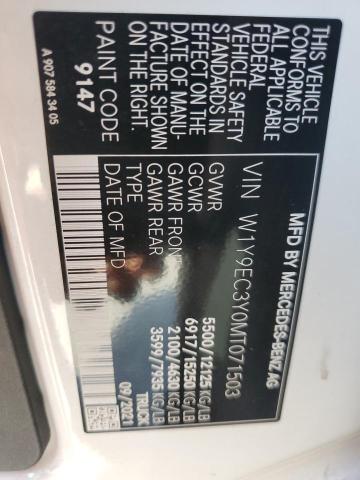 MFD BY MERCEDES-BENZ AG
VIN W1Y9EC3Y0MT071503
GVWR 5500/12125 KG/LB
GCWR 6917/15250 KG/LB
GAWR FRONT 2100/4630 KG/LB
GAWR REAR 3599/7935 KG/LB
TYPE TRUCK
DATE OF MFD 09/2021
THIS VEHICLE
CONFORMS TO
ALL APPLICABLE
FEDERAL
VEHICLE SAFETY
STANDARDS IN
EFFECT ON THE
DATE OF MANU-
FACTURE SHOWN
ON THE RIGHT.
PAINT CODE
9147
A 907 584 34 05